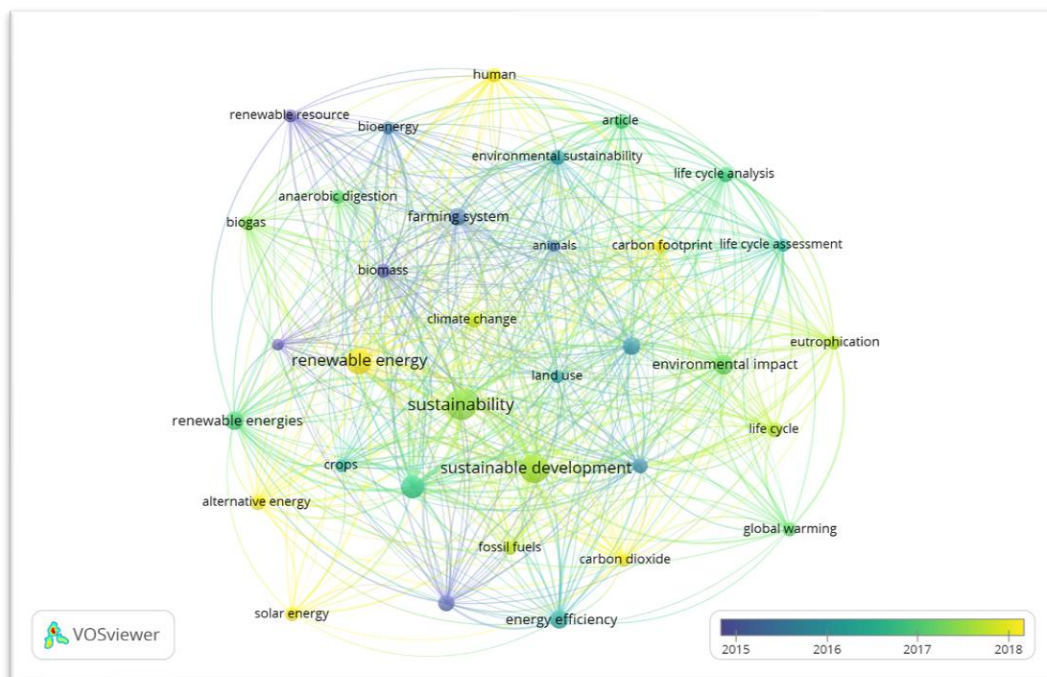 human
renewable resource
article
bioenergy
environmental sustainability
life cycle analysis
anaerobic digestion
farming system
biogas
animals
carbon footprint
life cycle assessment
biomass
climate change
eutrophication
renewable energy
environmental impact
land use
sustainability
renewable energies
life cycle
crops
sustainable development
alternative energy
global warming
fossil fuels
carbon dioxide
solar energy
energy efficiency
VOSviewer
2015 2016 2017 2018